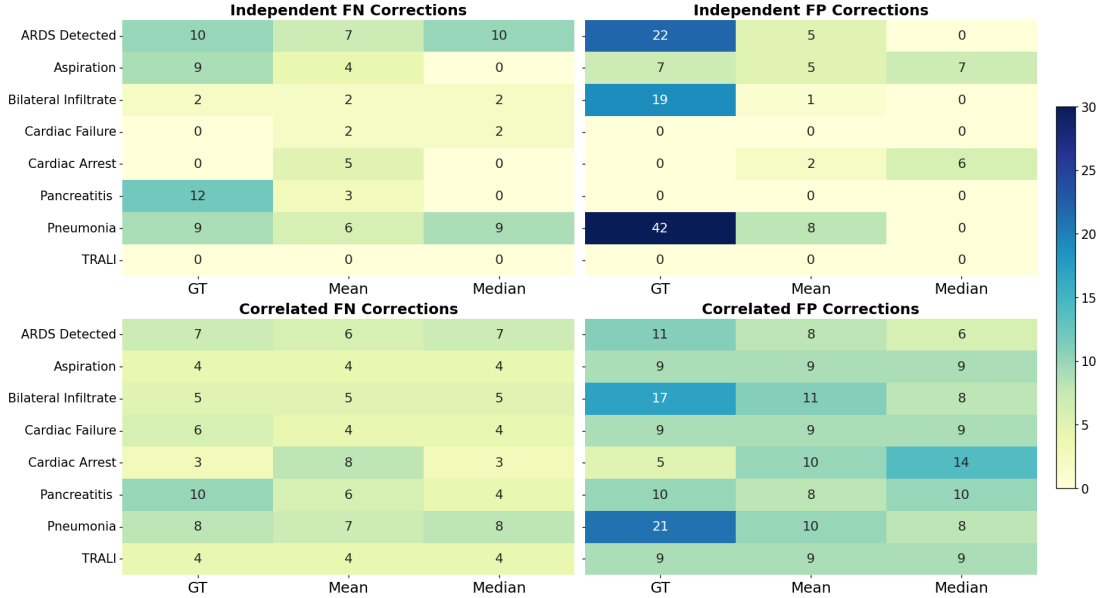 Independent FN Corrections
Independent FP Corrections
ARDS Detected 10 7 10 22 5 0
Aspiration 9 4 0 7 5 7
Bilateral Infiltrate 2 2 2 19 1 0
Cardiac Failure 0 2 2 0 0 0
Cardiac Arrest 0 5 0 0 2 6
Pancreatitis 12 3 0 0 0 0
Pneumonia 9 6 9 42 8 0
TRALI 0 0 0 0 0 0
GT Mean Median GT Mean Median
Correlated FN Corrections
Correlated FP Corrections
ARDS Detected 7 6 7 11 8 6
Aspiration 4 4 4 9 9 9
Bilateral Infiltrate 5 5 5 17 11 8
Cardiac Failure 6 4 4 9 9 9
Cardiac Arrest 3 8 3 5 10 14
Pancreatitis 10 6 4 10 8 10
Pneumonia 8 7 8 21 10 8
TRALI 4 4 4 9 9 9
GT Mean Median GT Mean Median
30
25
20
15
10
5
0